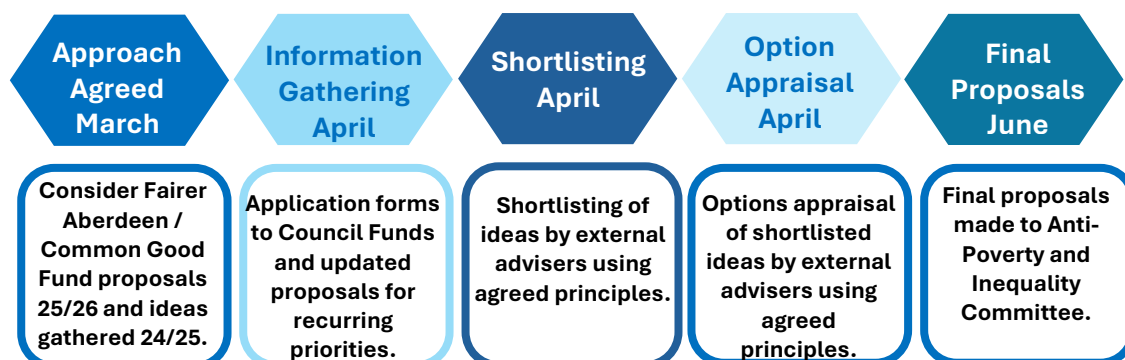 Approach
Agreed
March
Information
Gathering
April
Shortlisting
April
Option
Appraisal
April
Final
Proposals
June
Consider Fairer
Aberdeen /
Common Good
Fund proposals
25/26 and ideas
gathered 24/25.
Application forms
to Council Funds
and updated
proposals for
recurring
priorities.
Shortlisting of
ideas by external
advisers using
agreed principles.
Options appraisal
of shortlisted
ideas by external
advisers using
agreed
principles.
Final proposals
made to Anti-
Poverty and
Inequality
Committee.